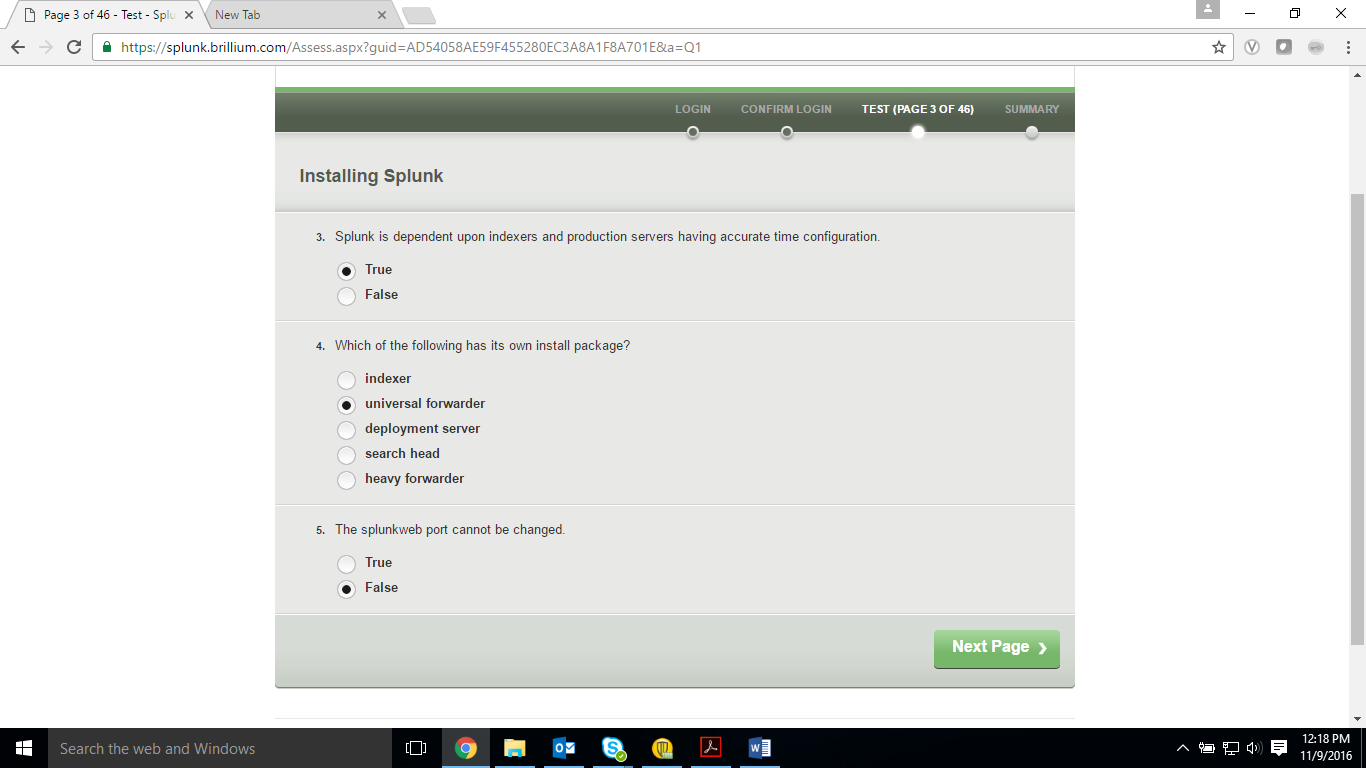 Page 3 of 46 - Test - Splu
New Tab
https://splunk.brillium.com/Assess.aspx?guid=AD54058AE59F455280EC3A8A1F8A701E&a=Q1
LOGIN
CONFIRM LOGIN
TEST (PAGE 3 OF 46)
SUMMARY
Installing Splunk
3. Splunk is dependent upon indexers and production servers having accurate time configuration.
True
False
4. Which of the following has its own install package?
indexer
universal forwarder
deployment server
search head
heavy forwarder
5. The splunkweb port cannot be changed.
True
False
Next Page
Search the web and Windows
12:18 PM
11/9/2016